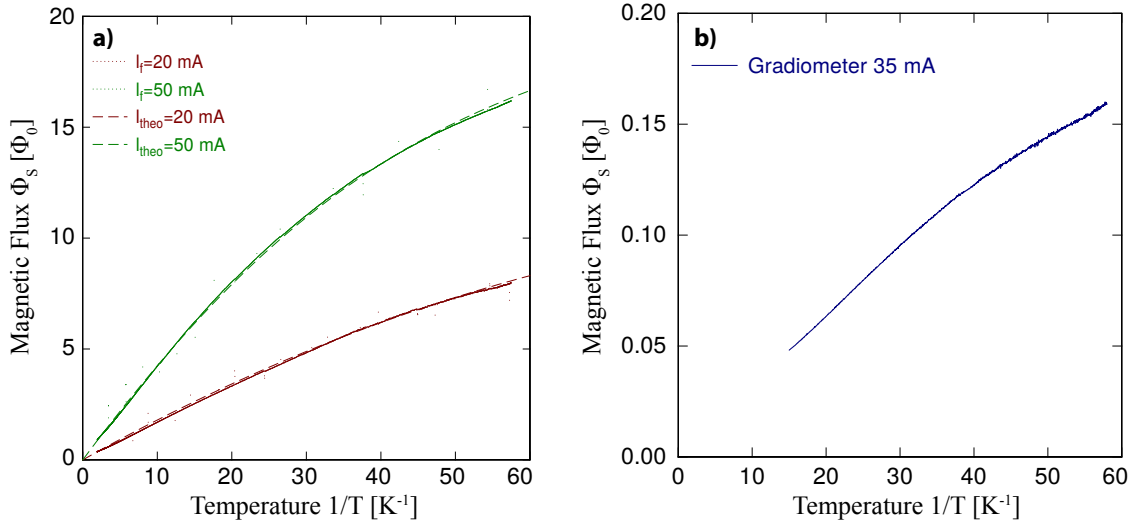 a)
I_f=20 mA
I_f=50 mA
I_theo=20 mA
I_theo=50 mA
20
15
10
5
0
0 10 20 30 40 50 60
Magnetic Flux Φ_S [Φ_0]
Temperature 1/T [K^-1]
b)
Gradiometer 35 mA
0.20
0.15
0.10
0.05
0.00
0 10 20 30 40 50 60
Magnetic Flux Φ_S [Φ_0]
Temperature 1/T [K^-1]